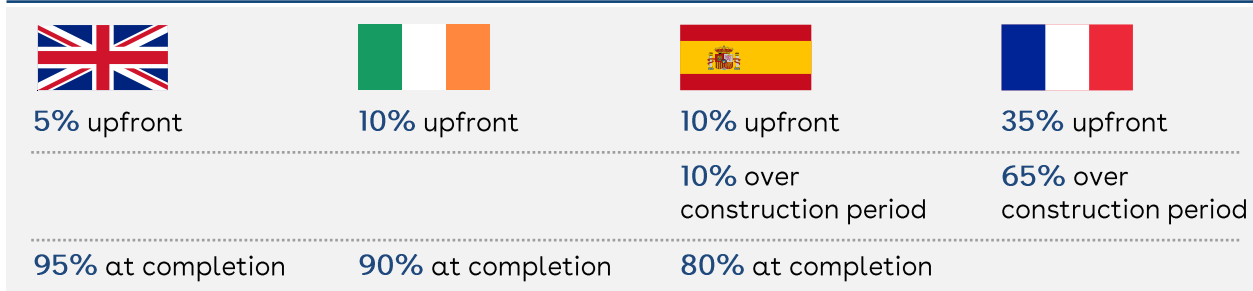 5% upfront
10% upfront
10% upfront
35% upfront
10% over
construction period
65% over
construction period
95% at completion
90% at completion
80% at completion